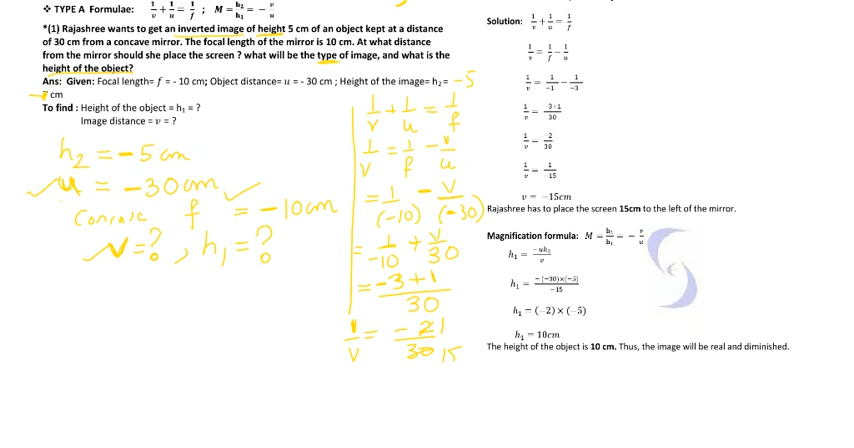 ❖ TYPE A Formulae: 1/v + 1/u = 1/f ; M = h₂/h₁ = − v/u
*(1) Rajashree wants to get an inverted image of height 5 cm of an object kept at a distance
of 30 cm from a concave mirror. The focal length of the mirror is 10 cm. At what distance
from the mirror should she place the screen ? what will be the type of image, and what is the
height of the object?
Ans: Given: Focal length= f = - 10 cm; Object distance= u = - 30 cm ; Height of the image= h₂= −5
cm
To find : Height of the object = h₁ = ?
Image distance = v = ?
h₂ = −5 cm
u = −30 cm ✓
Concave f = −10cm
v = ? , h₁ = ?
1/v + 1/u = 1/f
1/v = 1/f − 1/u
= 1/(−10) − 1/(−30)
= 1/−10 + 1/30
= −3+1/30
1/v = −21/30 15
Solution: 1/v + 1/u = 1/f
1/v = 1/f − 1/u
1/v = 1/−1 − 1/−3
1/v = 3+1/30
1/v = 2/30
1/v = 1/−15
v = −15cm
Rajashree has to place the screen 15cm to the left of the mirror.
Magnification formula: M = h₂/h₁ = − v/u
h₁ = −uh₂/v
h₁ = −(−30)×(−5)/−15
h₁ = (−2) × (−5)
h₁ = 10cm
The height of the object is 10 cm. Thus, the image will be real and diminished.